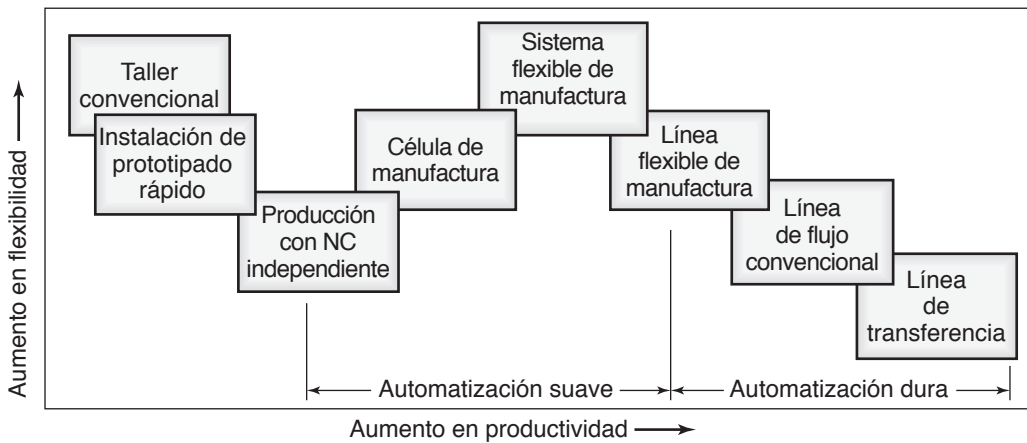 Aumento en flexibilidad
Taller
convencional
Instalación de
prototipado
rápido
Producción
con NC
independiente
Célula de
manufactura
Sistema
flexible de
manufactura
Línea
flexible de
manufactura
Línea
de flujo
convencional
Línea
de
transferencia
Automatización suave
Automatización dura
Aumento en productividad